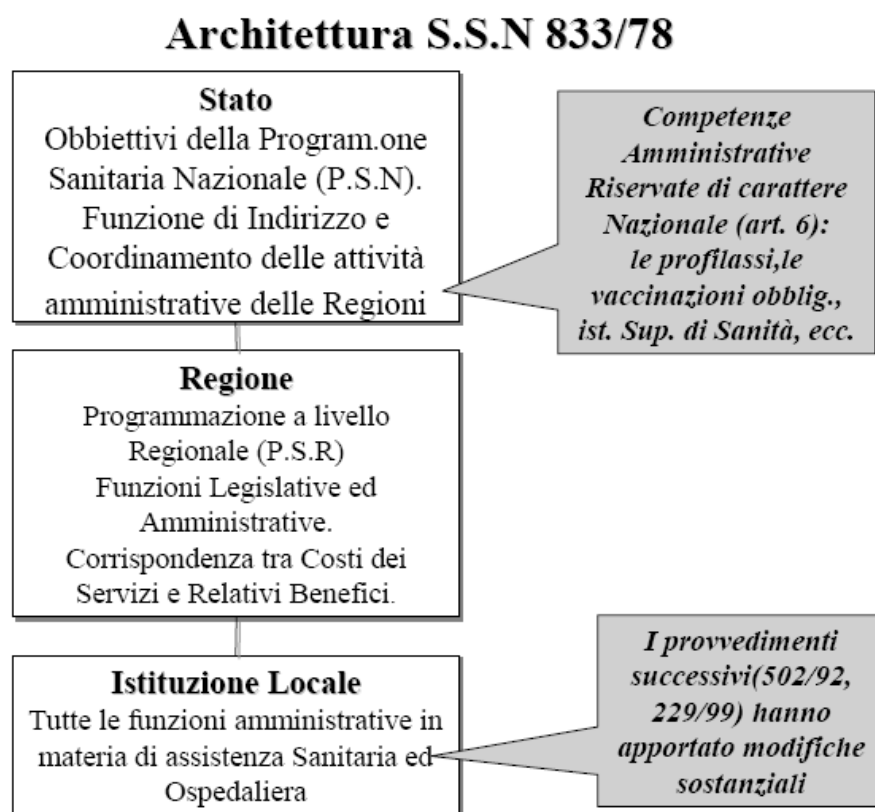 Architettura S.S.N 833/78
Stato
Obbiettivi della Program.one
Sanitaria Nazionale (P.S.N).
Funzione di Indirizzo e
Coordinamento delle attività
amministrative delle Regioni
Competenze
Amministrative
Riservate di carattere
Nazionale (art. 6):
le profilassi,le
vaccinazioni obblig.,
ist. Sup. di Sanità, ecc.
Regione
Programmazione a livello
Regionale (P.S.R)
Funzioni Legislative ed
Amministrative.
Corrispondenza tra Costi dei
Servizi e Relativi Benefici.
Istituzione Locale
Tutte le funzioni amministrative in
materia di assistenza Sanitaria ed
Ospedaliera
I provvedimenti
successivi(502/92,
229/99) hanno
apportato modifiche
sostanziali